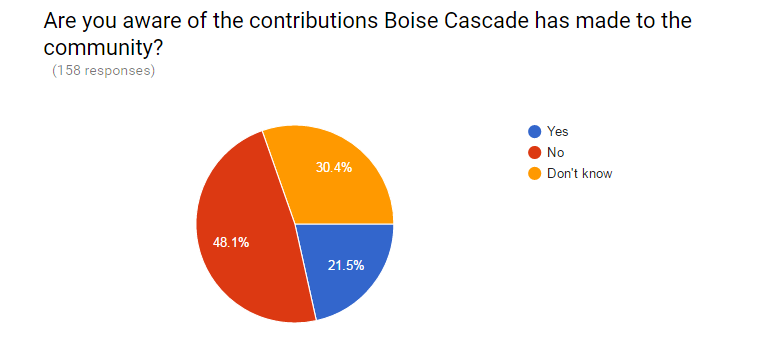 Are you aware of the contributions Boise Cascade has made to the
community?
(158 responses)
Yes
No
Don't know
30.4%
48.1%
21.5%